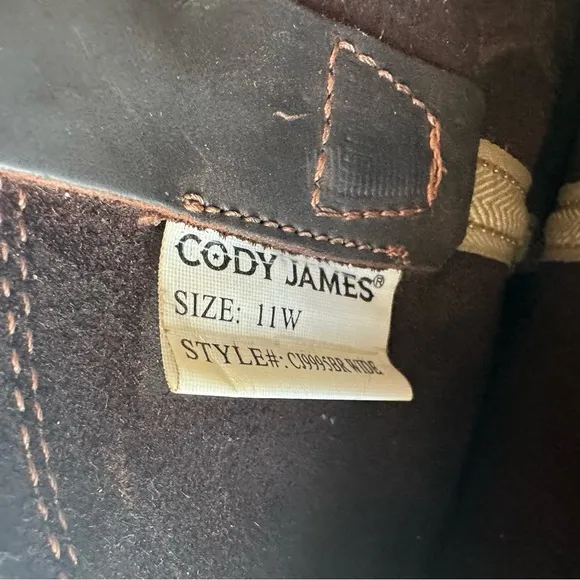 CODY JAMES®
SIZE: 11W
STYLE#: CJ9995BR WIDE